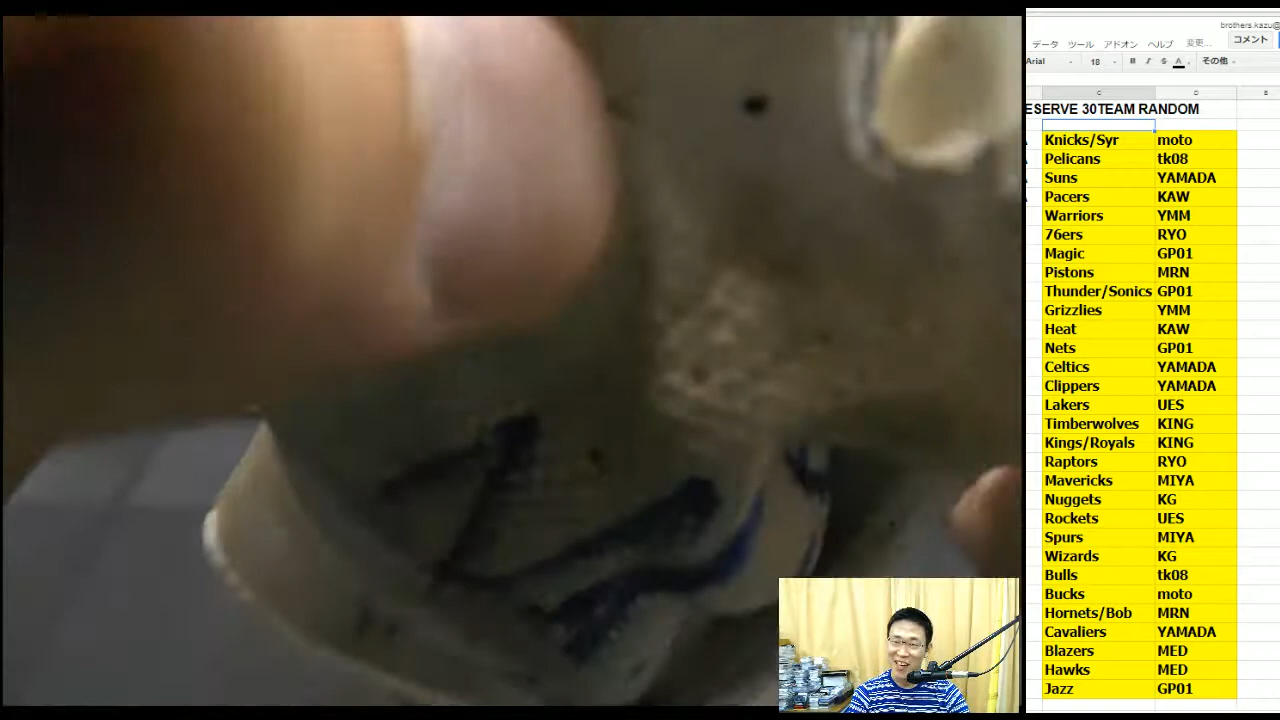 brothers.kazu@
データ ツール アドオン ヘルプ 変更...
コメント
Arial 18 B I S A その他
C D E
ESERVE 30TEAM RANDOM
Knicks/Syr moto
Pelicans tk08
Suns YAMADA
Pacers KAW
Warriors YMM
76ers RYO
Magic GP01
Pistons MRN
Thunder/Sonics GP01
Grizzlies YMM
Heat KAW
Nets GP01
Celtics YAMADA
Clippers YAMADA
Lakers UES
Timberwolves KING
Kings/Royals KING
Raptors RYO
Mavericks MIYA
Nuggets KG
Rockets UES
Spurs MIYA
Wizards KG
Bulls tk08
Bucks moto
Hornets/Bob MRN
Cavaliers YAMADA
Blazers MED
Hawks MED
Jazz GP01